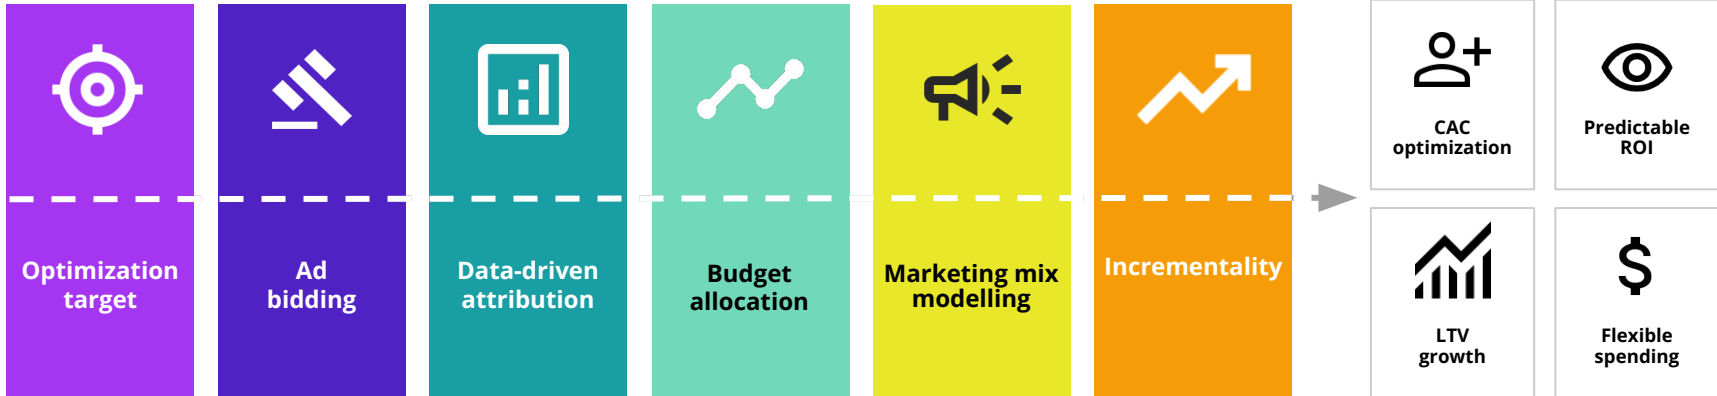 Optimization
target
Ad
bidding
Data-driven
attribution
Budget
allocation
Marketing mix
modelling
Incrementality
CAC
optimization
Predictable
ROI
LTV
growth
Flexible
spending